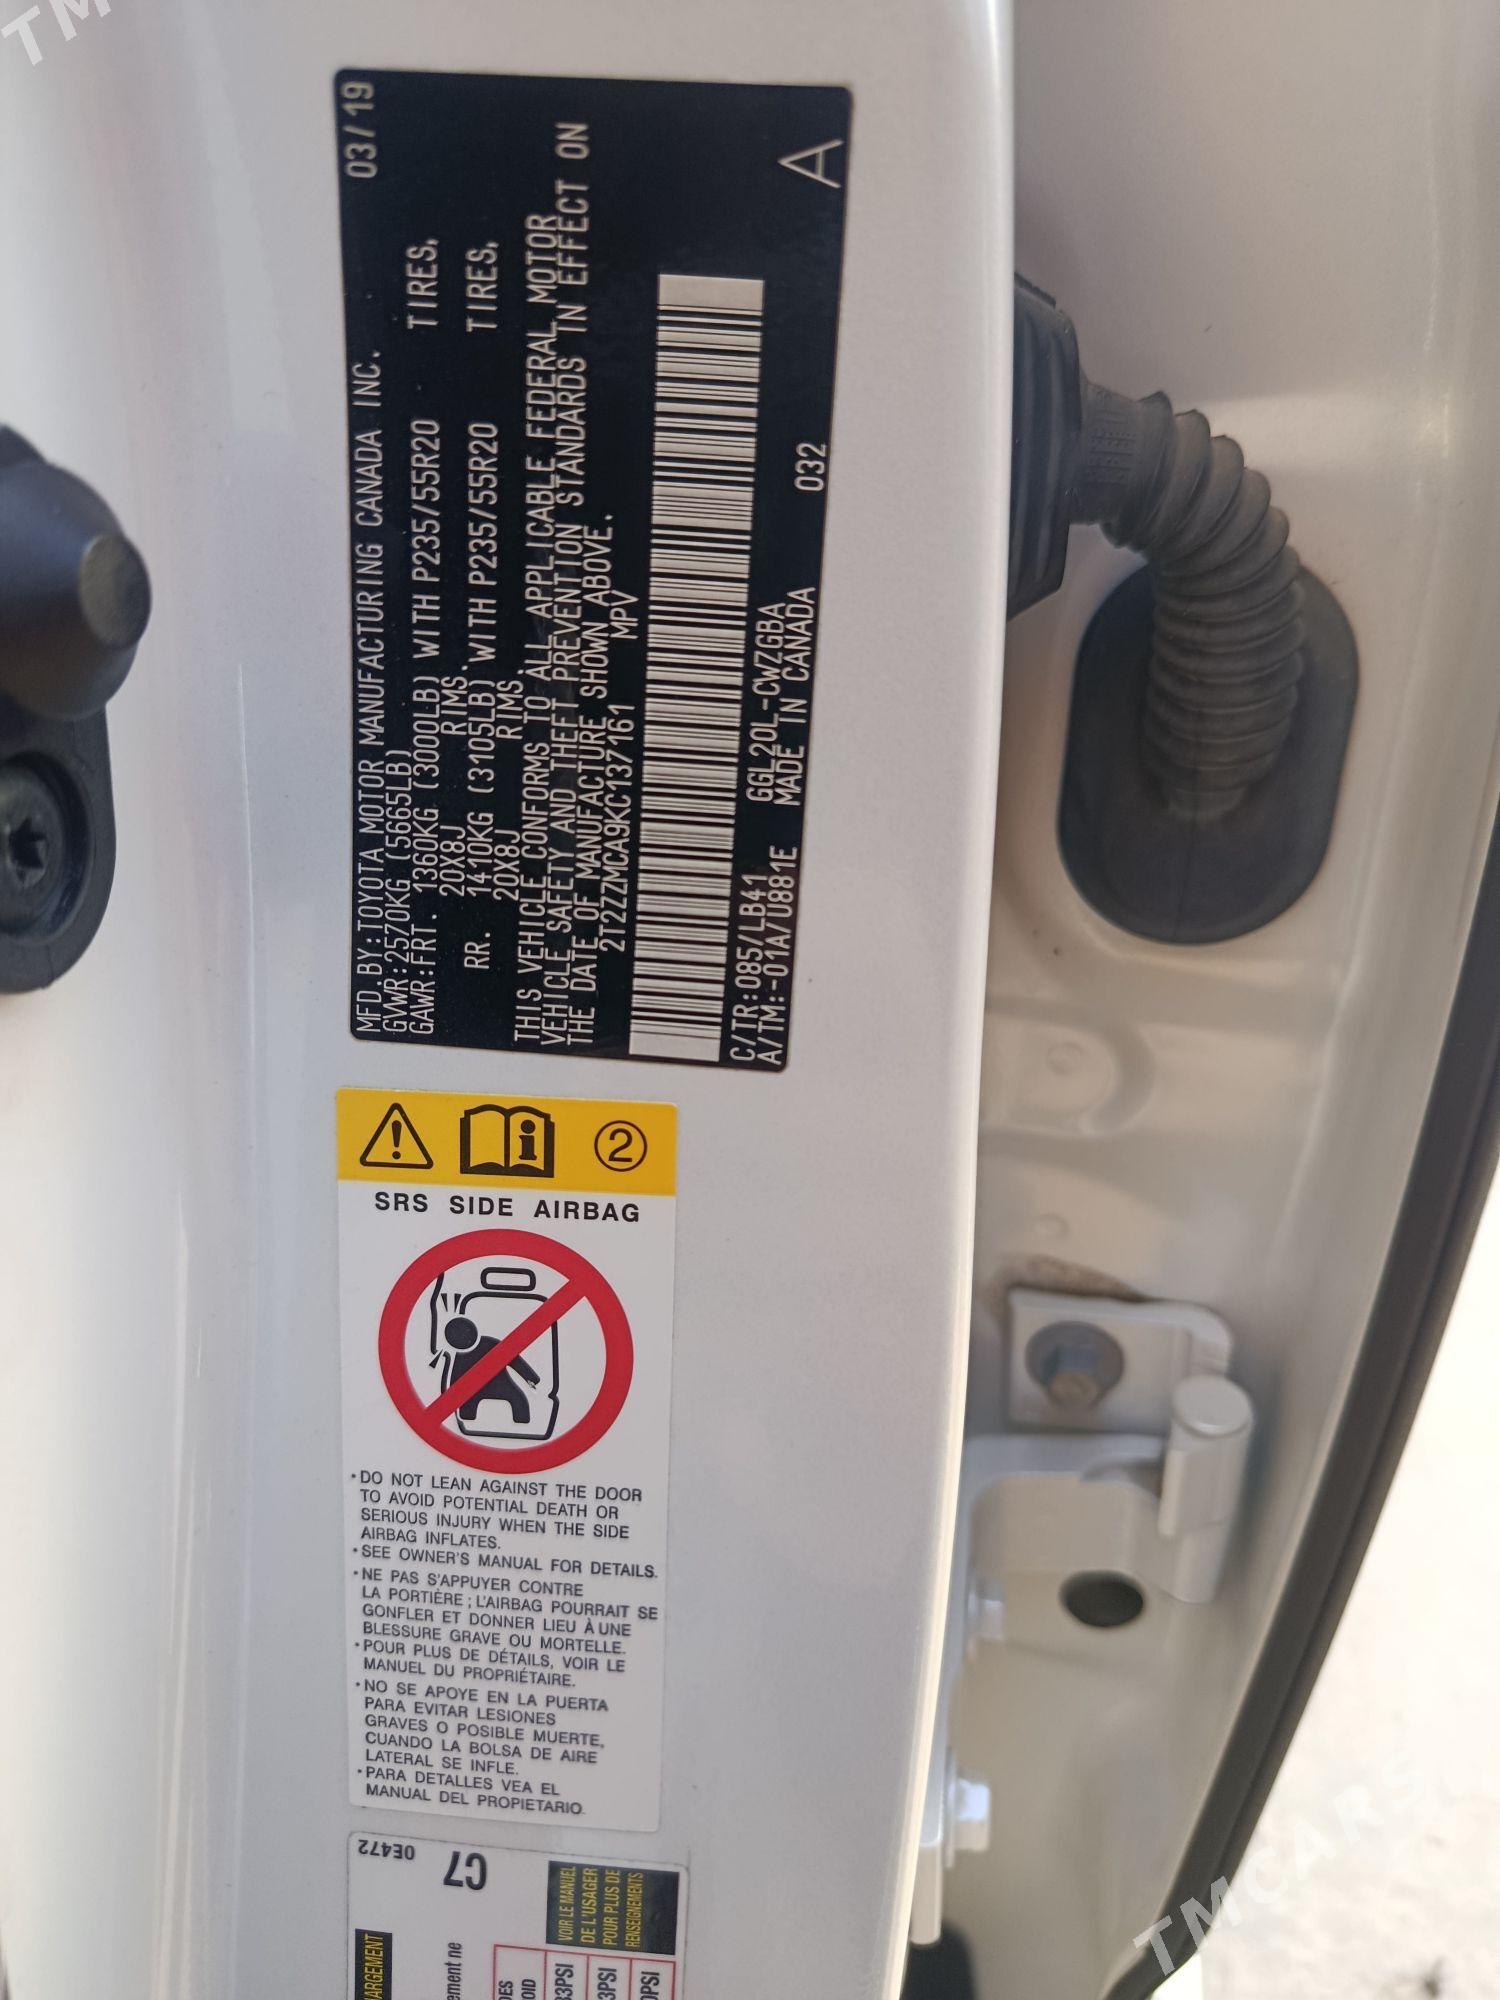 TM
MFD.BY:TOYOTA MOTOR MANUFACTURING CANADA INC. 03/19
GVWR:2570KG (5665LB)
GAWR:FRT. 1360KG (3000LB) WITH P235/55R20 TIRES,
20X8J RIMS.
RR. 1410KG (3105LB) WITH P235/55R20 TIRES,
20X8J RIMS
THIS VEHICLE CONFORMS TO ALL APPLICABLE FEDERAL MOTOR
VEHICLE SAFETY AND THEFT PREVENTION STANDARDS IN EFFECT ON
THE DATE OF MANUFACTURE SHOWN ABOVE.
2T2ZZMCA9KC137161 MPV
C/TR:085/LB41 GGL20L-CWZGBA
A/TM:-01A/U881E MADE IN CANADA 032 A
2
SRS SIDE AIRBAG
•DO NOT LEAN AGAINST THE DOOR
TO AVOID POTENTIAL DEATH OR
SERIOUS INJURY WHEN THE SIDE
AIRBAG INFLATES.
•SEE OWNER'S MANUAL FOR DETAILS.
•NE PAS S'APPUYER CONTRE
LA PORTIÈRE ; L'AIRBAG POURRAIT SE
GONFLER ET DONNER LIEU À UNE
BLESSURE GRAVE OU MORTELLE.
•POUR PLUS DE DÉTAILS, VOIR LE
MANUEL DU PROPRIÉTAIRE.
•NO SE APOYE EN LA PUERTA
PARA EVITAR LESIONES
GRAVES O POSIBLE MUERTE,
CUANDO LA BOLSA DE AIRE
LATERAL SE INFLE.
•PARA DETALLES VEA EL
MANUAL DEL PROPIETARIO.
0E472
C7
VOIR LE MANUEL
DE L'USAGER
POUR PLUS DE
RENSEIGNEMENTS
TMCARS